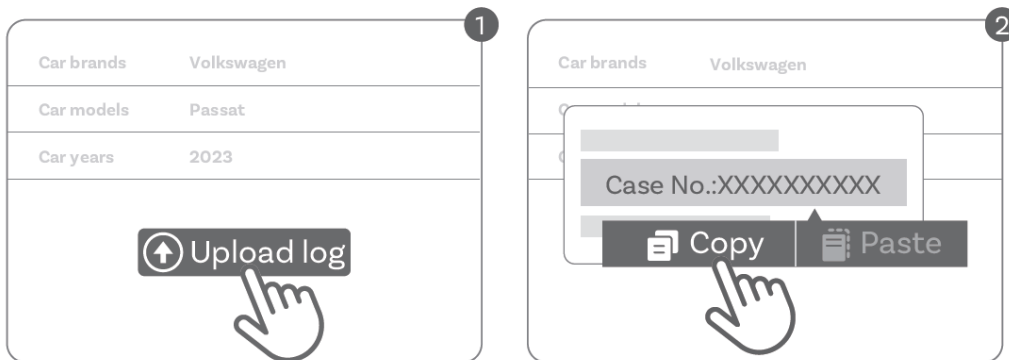 1
Car brands Volkswagen
Car models Passat
Car years 2023
Upload log
2
Car brands Volkswagen
Case No.:XXXXXXXXXX
Copy Paste